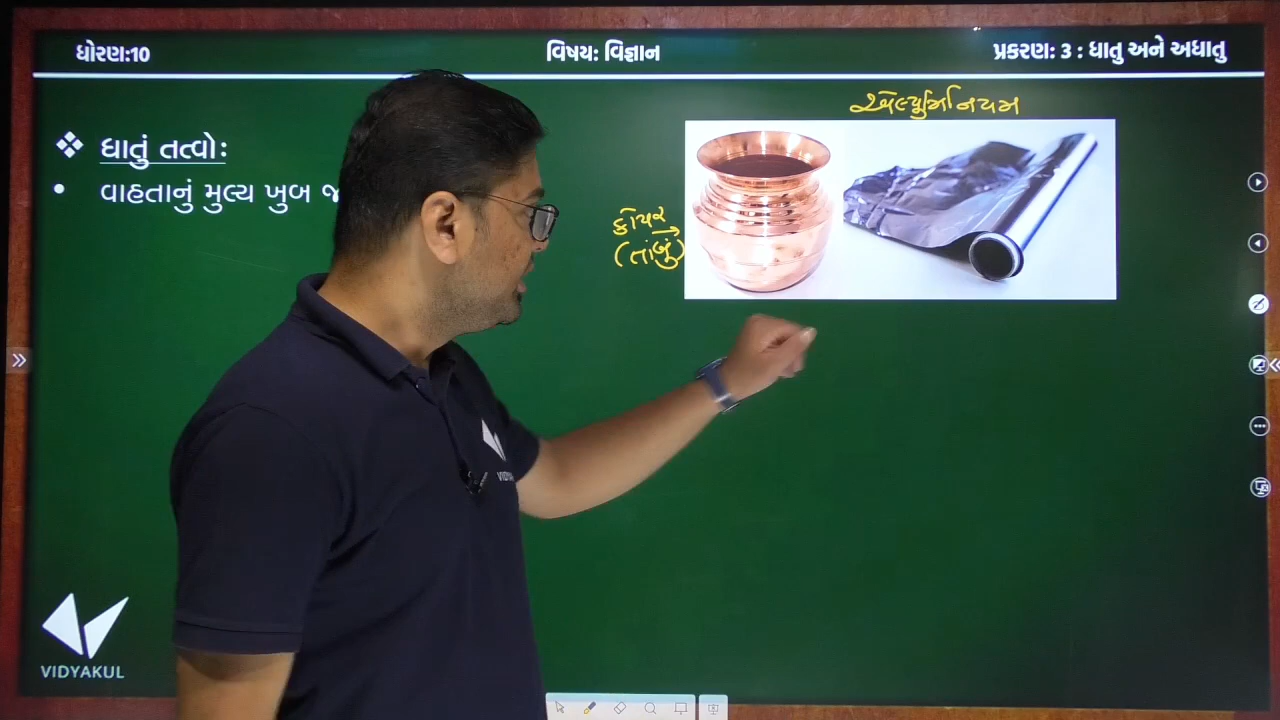 ધોરણ:10
વિષય: વિજ્ઞાન
પ્રકરણ: 3 : ધાતુ અને અધાતુ
એલ્યુમિનિયમ
ધાતું તત્વો:
વાહતાનું મુલ્ય ખુબ જ
કોપર
(તાંબું)
VIDYAKUL